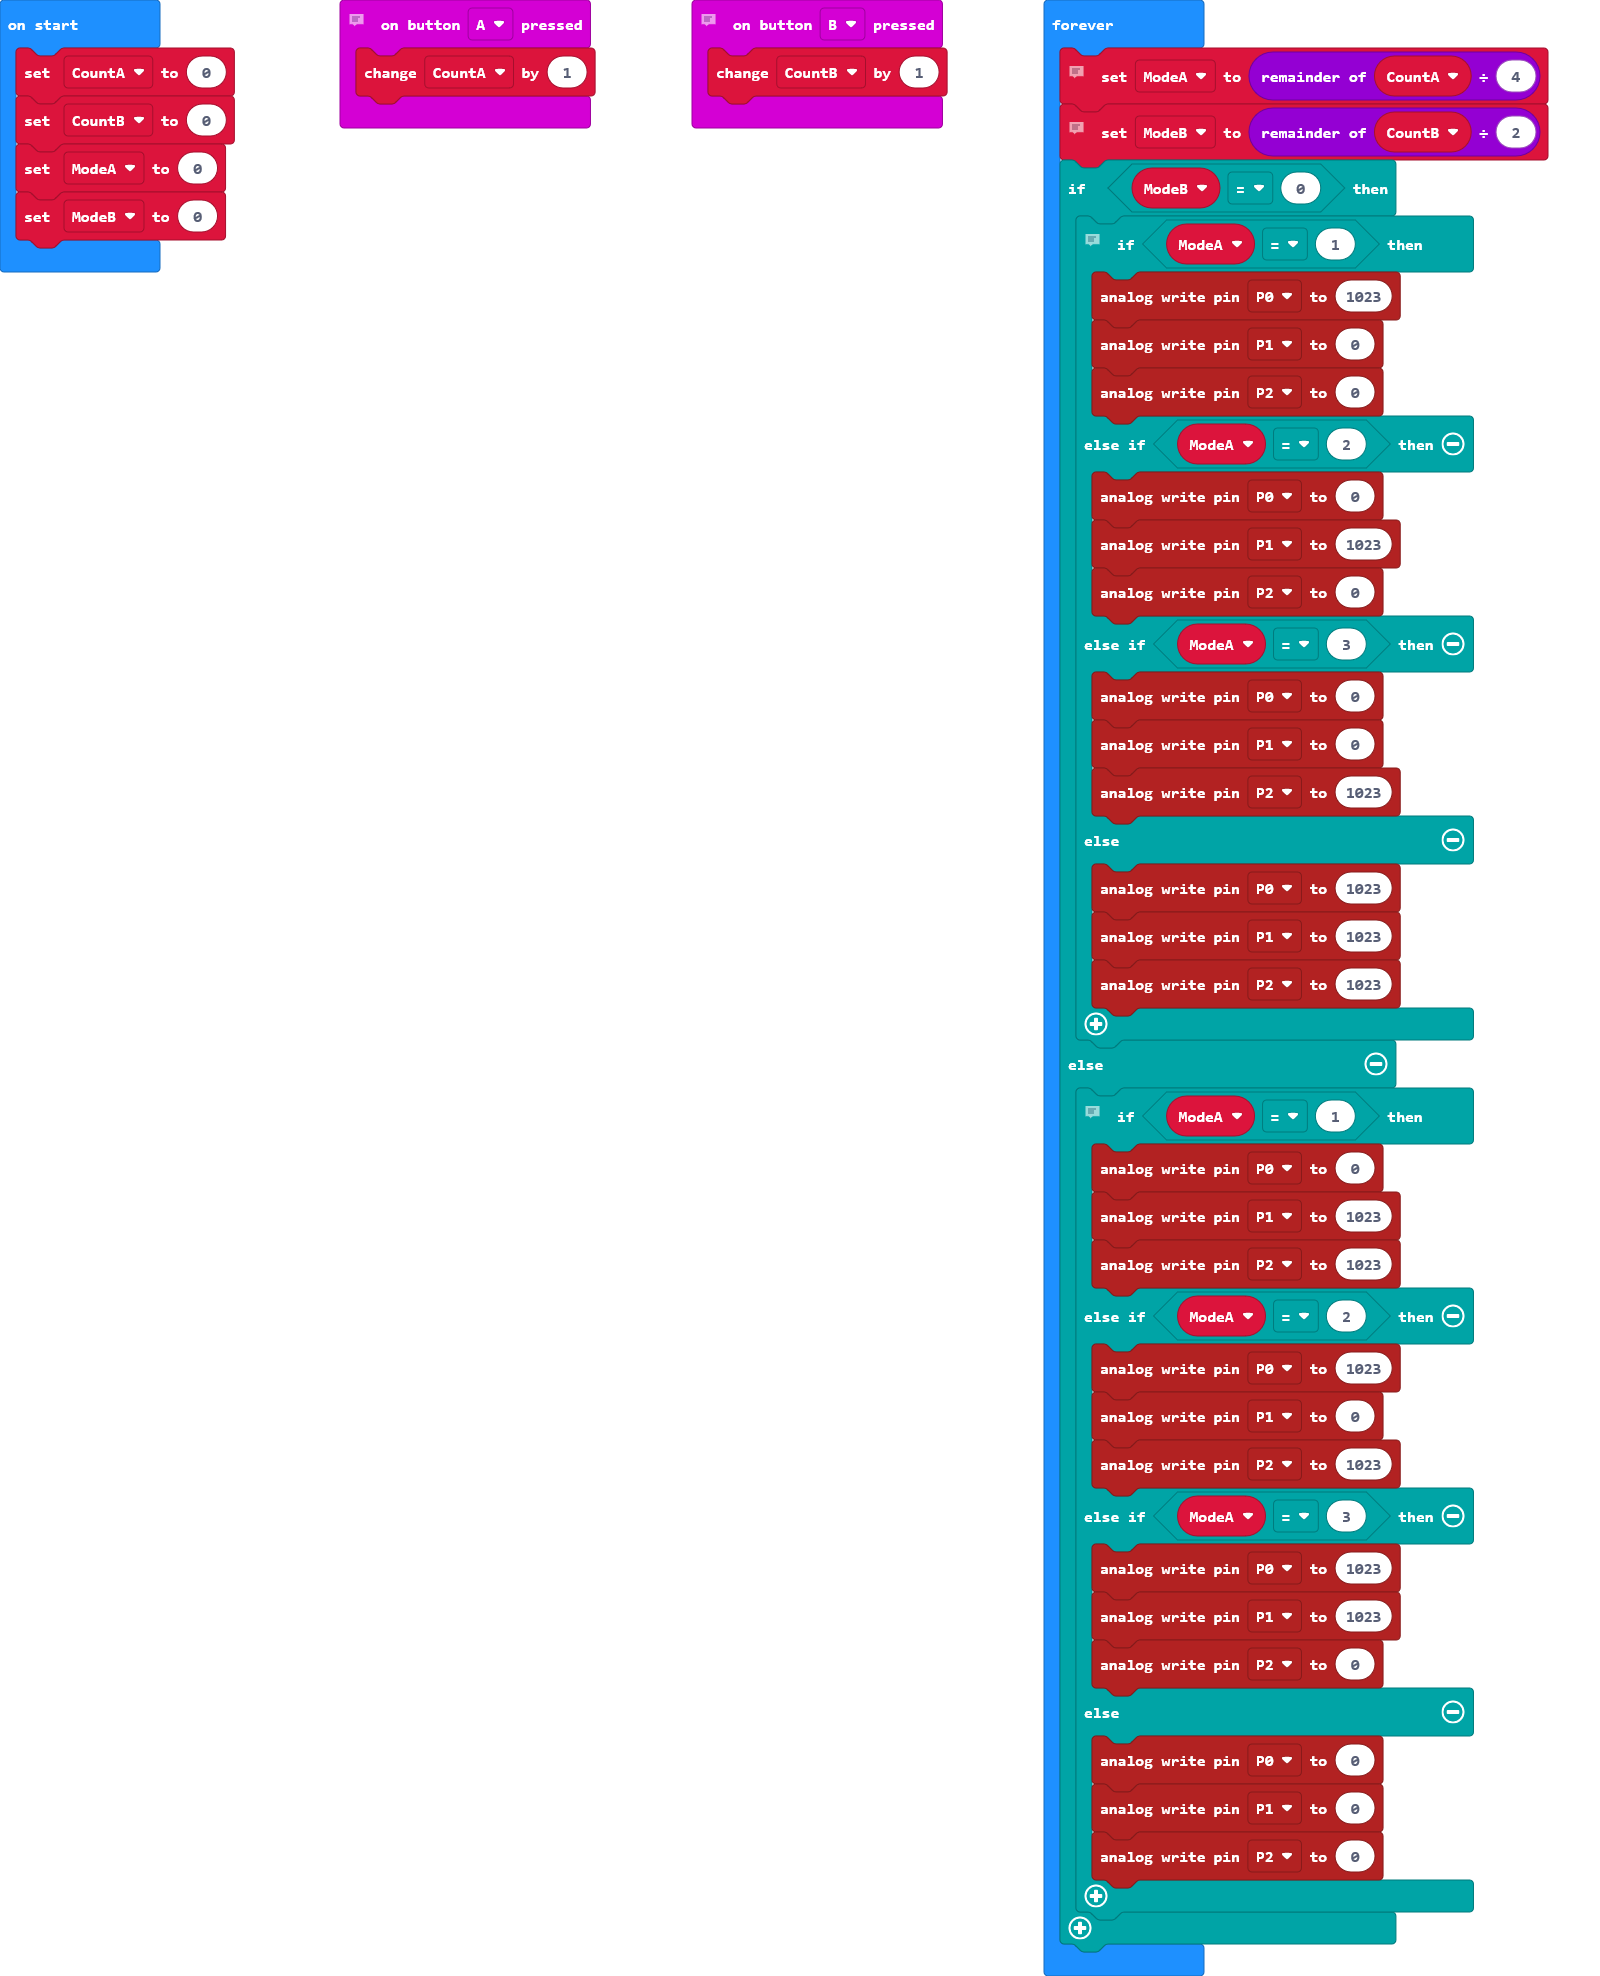 on start
set CountA to 0
set CountB to 0
set ModeA to 0
set ModeB to 0
on button A pressed
change CountA by 1
on button B pressed
change CountB by 1
forever
set ModeA to remainder of CountA ÷ 4
set ModeB to remainder of CountB ÷ 2
if ModeB = 0 then
if ModeA = 1 then
analog write pin P0 to 1023
analog write pin P1 to 0
analog write pin P2 to 0
else if ModeA = 2 then
analog write pin P0 to 0
analog write pin P1 to 1023
analog write pin P2 to 0
else if ModeA = 3 then
analog write pin P0 to 0
analog write pin P1 to 0
analog write pin P2 to 1023
else
analog write pin P0 to 1023
analog write pin P1 to 1023
analog write pin P2 to 1023
else
if ModeA = 1 then
analog write pin P0 to 0
analog write pin P1 to 1023
analog write pin P2 to 1023
else if ModeA = 2 then
analog write pin P0 to 1023
analog write pin P1 to 0
analog write pin P2 to 1023
else if ModeA = 3 then
analog write pin P0 to 1023
analog write pin P1 to 1023
analog write pin P2 to 0
else
analog write pin P0 to 0
analog write pin P1 to 0
analog write pin P2 to 0